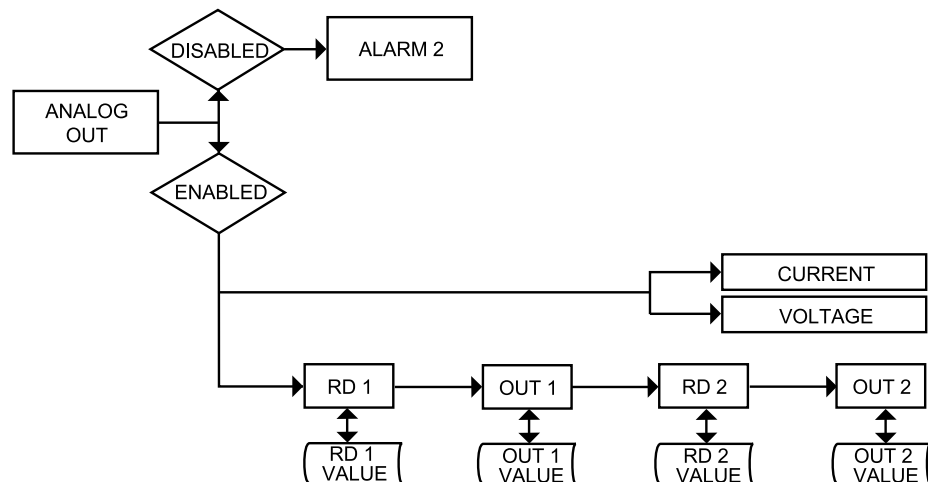 DISABLED
ALARM 2
ANALOG
OUT
ENABLED
CURRENT
VOLTAGE
RD 1
OUT 1
RD 2
OUT 2
RD 1
VALUE
OUT 1
VALUE
RD 2
VALUE
OUT 2
VALUE